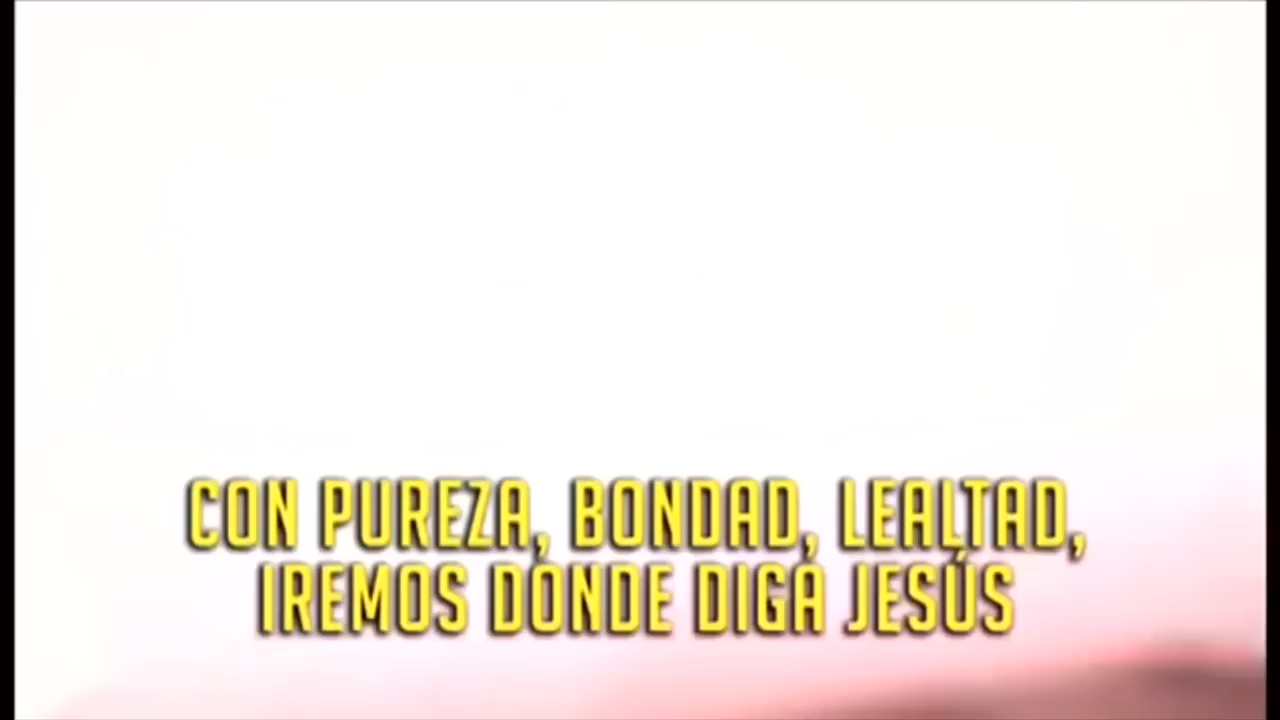 CON PUREZA, BONDAD, LEALTAD,
IREMOS DONDE DIGA JESÚS